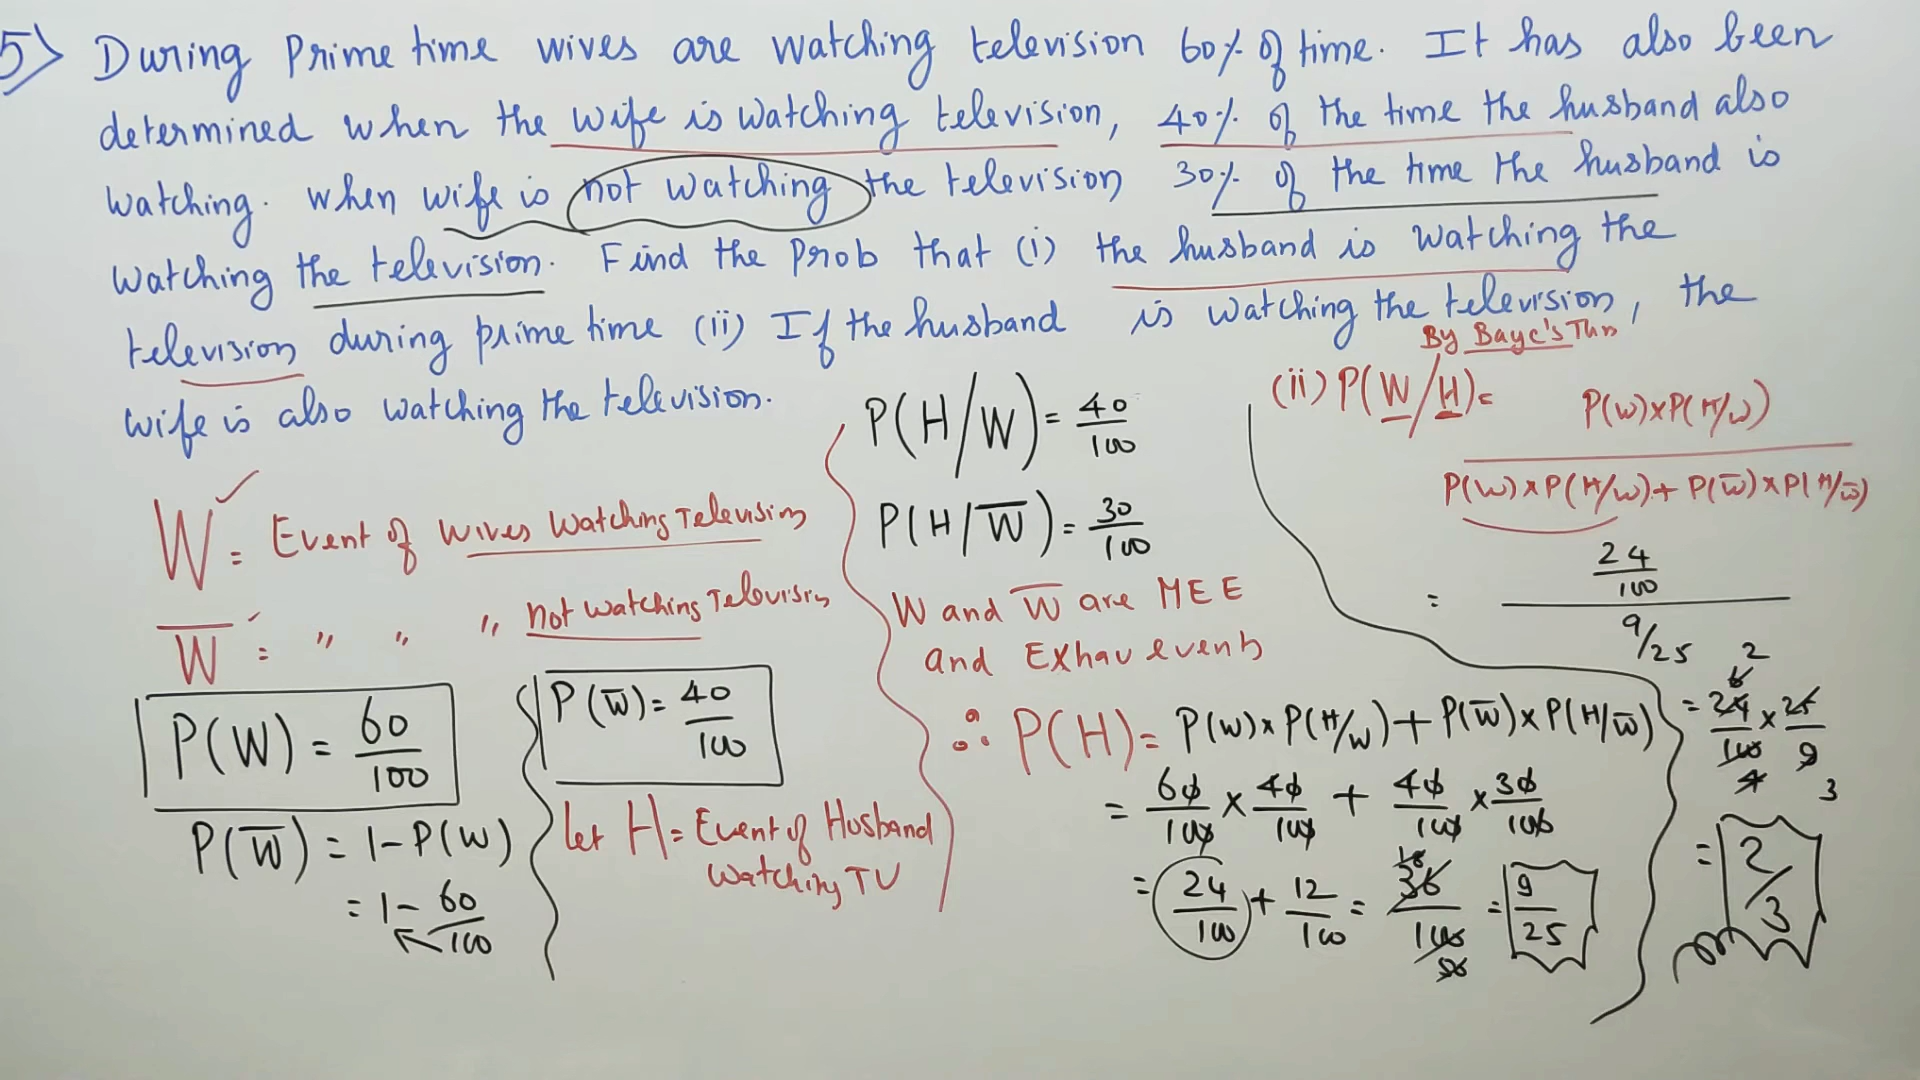 5) During Prime time wives are watching television 60% of time. It has also been
determined when the wife is watching television, 40% of the time the husband also
watching. when wife is not watching the television 30% of the time the husband is
watching the television. Find the prob that (i) the husband is watching the
television during prime time (ii) If the husband is watching the television, the
wife is also watching the television.
W = Event of wives watching Television
W̅ = " " " not watching Television
P(W) = 60/100
P(W̅) = 1-P(W)
= 1- 60/100
P(W̅) = 40/100
let H = Event of Husband
watching TV
P(H/W) = 40/100
P(H/W̅) = 30/100
W and W̅ are MEE
and Exhau events
∴ P(H) = P(W) x P(H/W) + P(W̅) x P(H/W̅)
= 60/100 x 40/100 + 40/100 x 30/100
= 24/100 + 12/100 = 36/100 = 9/25
By Baye's Thm
(ii) P(W/H) = P(W)xP(H/W)
P(W)xP(H/W)+ P(W̅)xP(H/W̅)
= 24/100
9/25
= 24/100 x 25/9
= 2/3